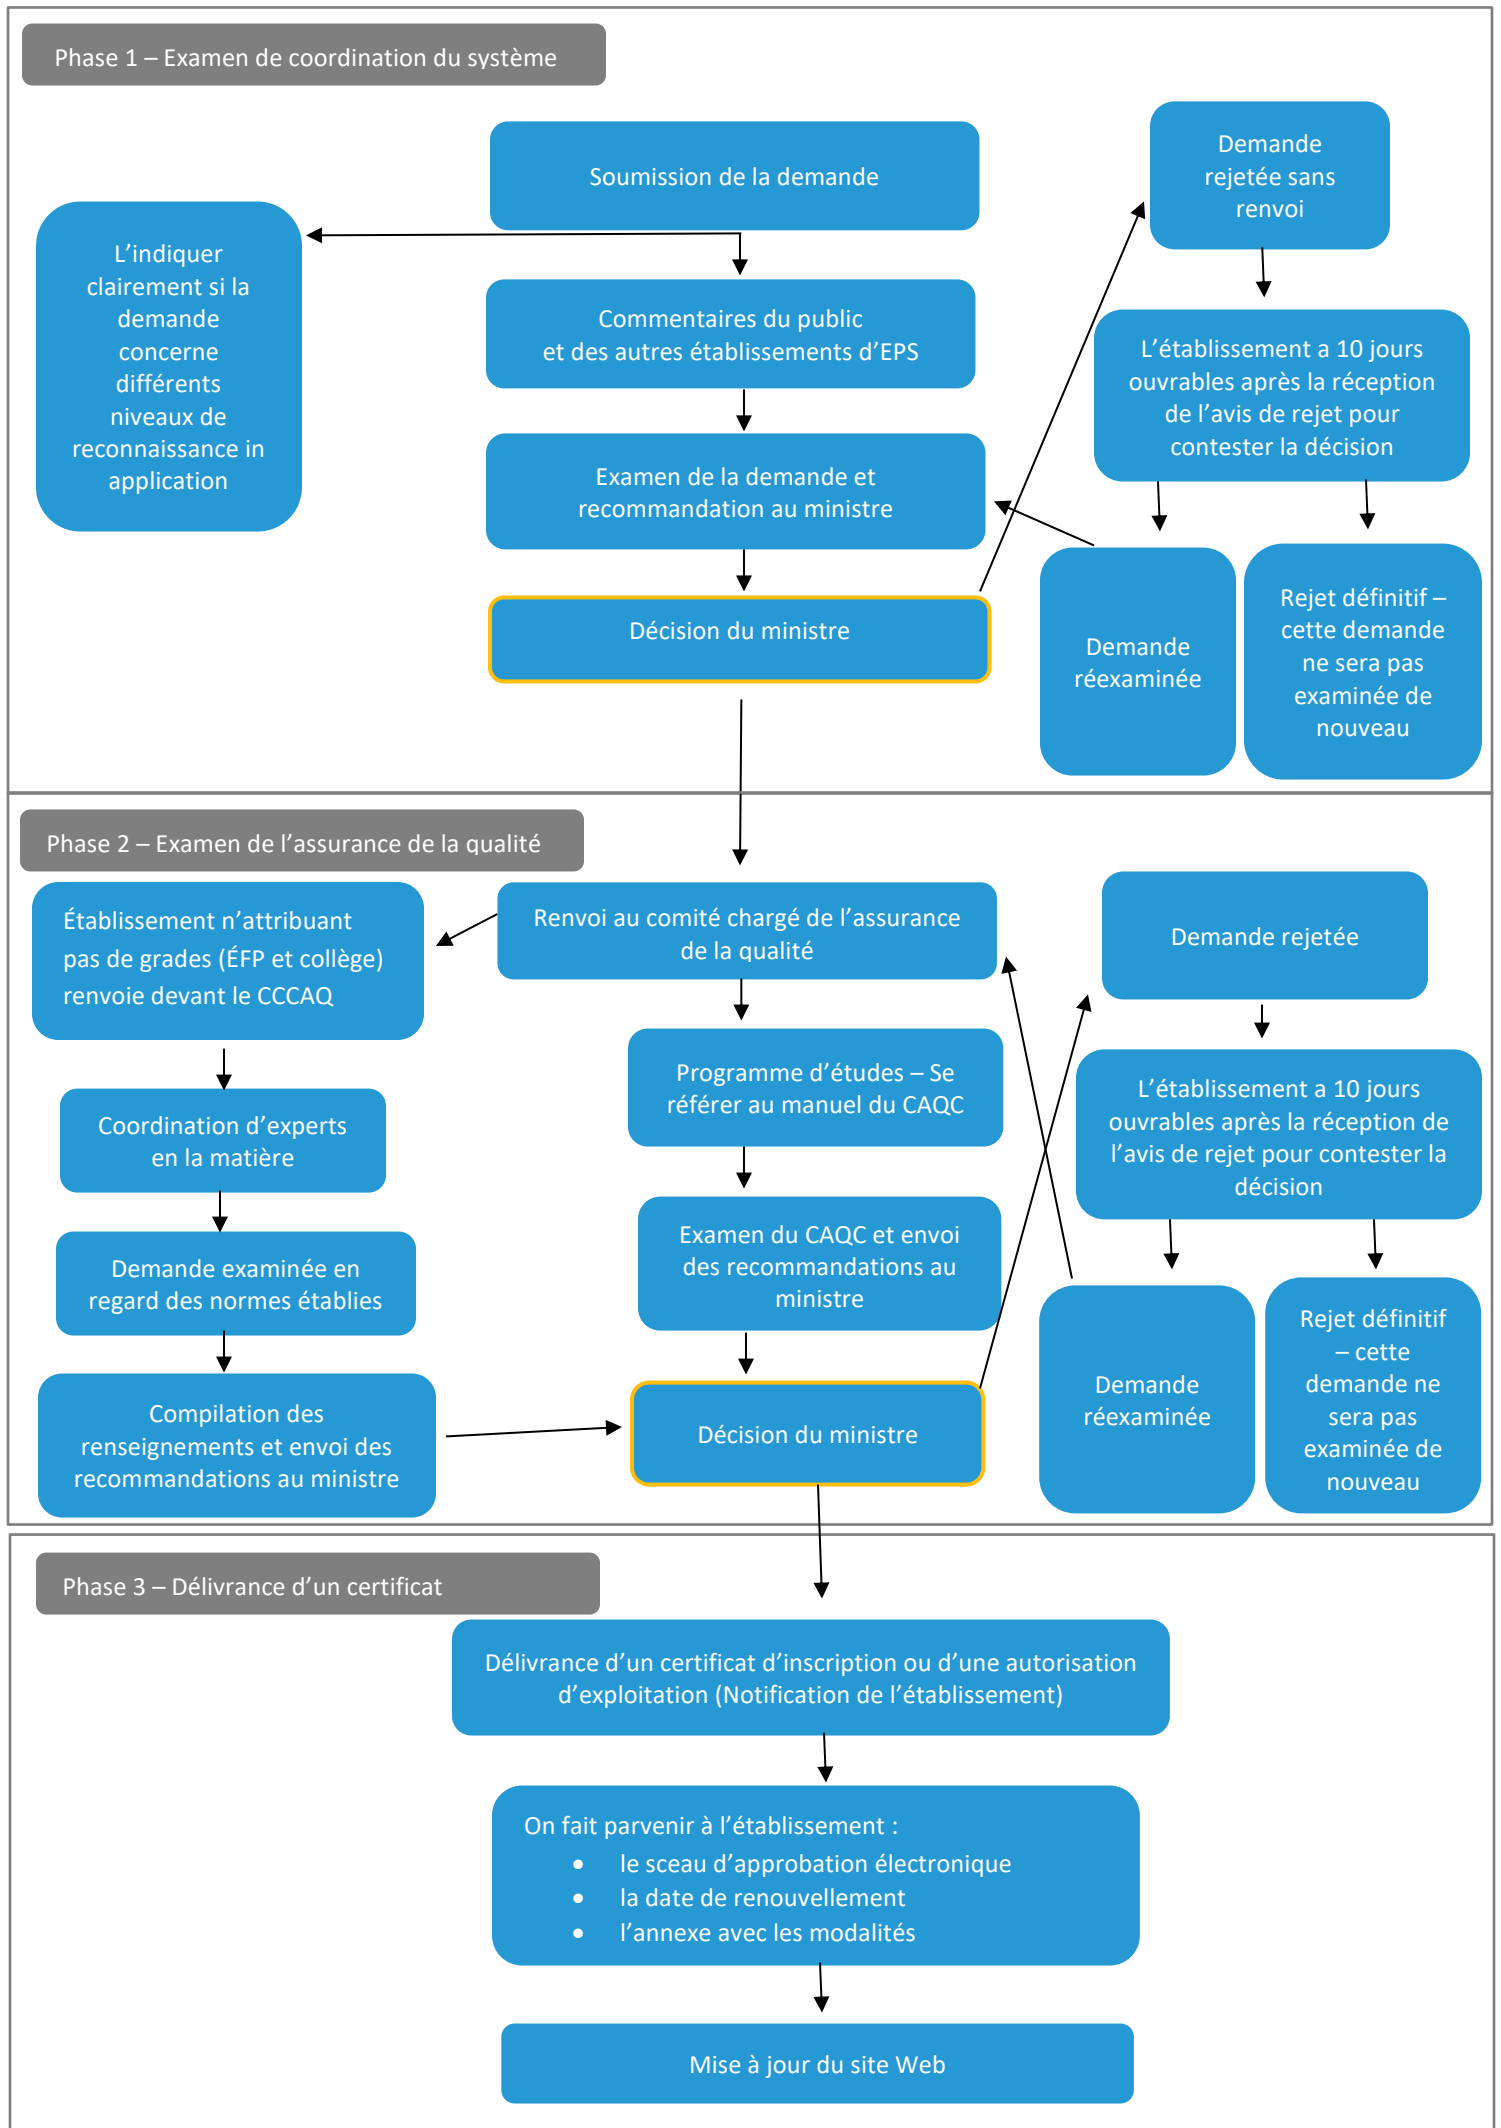 Phase 1 – Examen de coordination du système
Soumission de la demande
Demande
rejetée sans
renvoi
L’indiquer
clairement si la
demande
concerne
différents
niveaux de
reconnaissance in
application
Commentaires du public
et des autres établissements d’EPS
L’établissement a 10 jours
ouvrables après la réception
de l’avis de rejet pour
contester la décision
Examen de la demande et
recommandation au ministre
Décision du ministre
Demande
réexaminée
Rejet définitif –
cette demande
ne sera pas
examinée de
nouveau
Phase 2 – Examen de l’assurance de la qualité
Établissement n’attribuant
pas de grades (ÉFP et collège)
renvoie devant le CCCAQ
Renvoi au comité chargé de l’assurance
de la qualité
Demande rejetée
Coordination d’experts
en la matière
Programme d’études – Se
référer au manuel du CAQC
L’établissement a 10 jours
ouvrables après la réception de
l’avis de rejet pour contester la
décision
Demande examinée en
regard des normes établies
Examen du CAQC et envoi
des recommandations au
ministre
Compilation des
renseignements et envoi des
recommandations au ministre
Décision du ministre
Demande
réexaminée
Rejet définitif
– cette
demande ne
sera pas
examinée de
nouveau
Phase 3 – Délivrance d’un certificat
Délivrance d’un certificat d’inscription ou d’une autorisation
d’exploitation (Notification de l’établissement)
On fait parvenir à l’établissement :
• le sceau d’approbation électronique
• la date de renouvellement
• l’annexe avec les modalités
Mise à jour du site Web